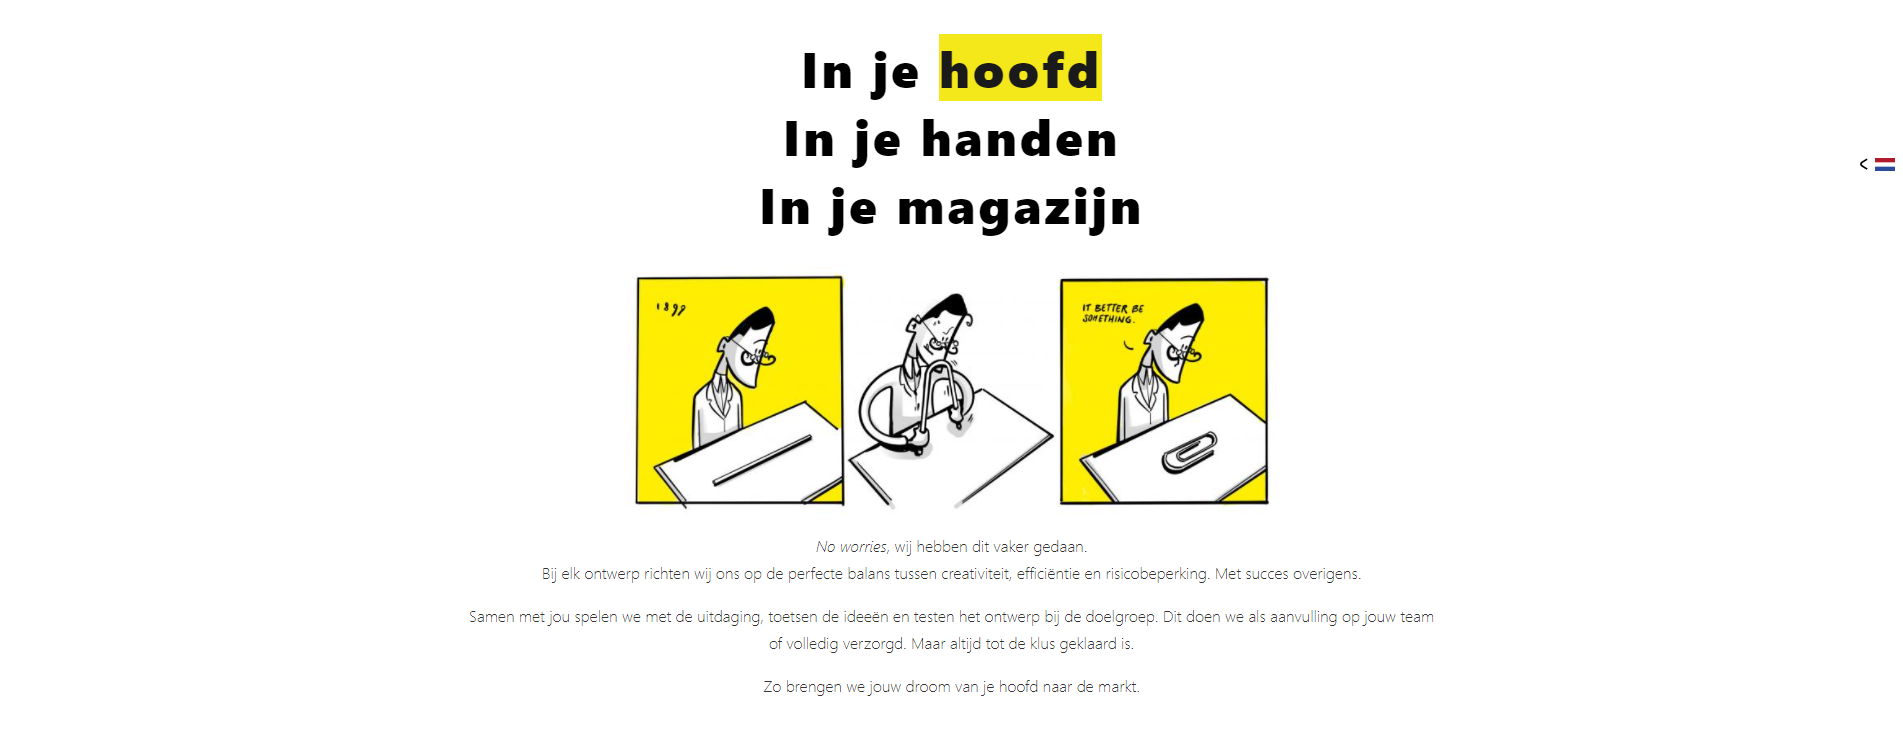 In je hoofd
In je handen
In je magazijn
1899
IT BETTER BE
SOMETHING.
No worries, wij hebben dit vaker gedaan.
Bij elk ontwerp richten wij ons op de perfecte balans tussen creativiteit, efficiëntie en risicobeperking. Met succes overigens.
Samen met jou spelen we met de uitdaging, toetsen de ideeën en testen het ontwerp bij de doelgroep. Dit doen we als aanvulling op jouw team
of volledig verzorgd. Maar altijd tot de klus geklaard is.
Zo brengen we jouw droom van je hoofd naar de markt.